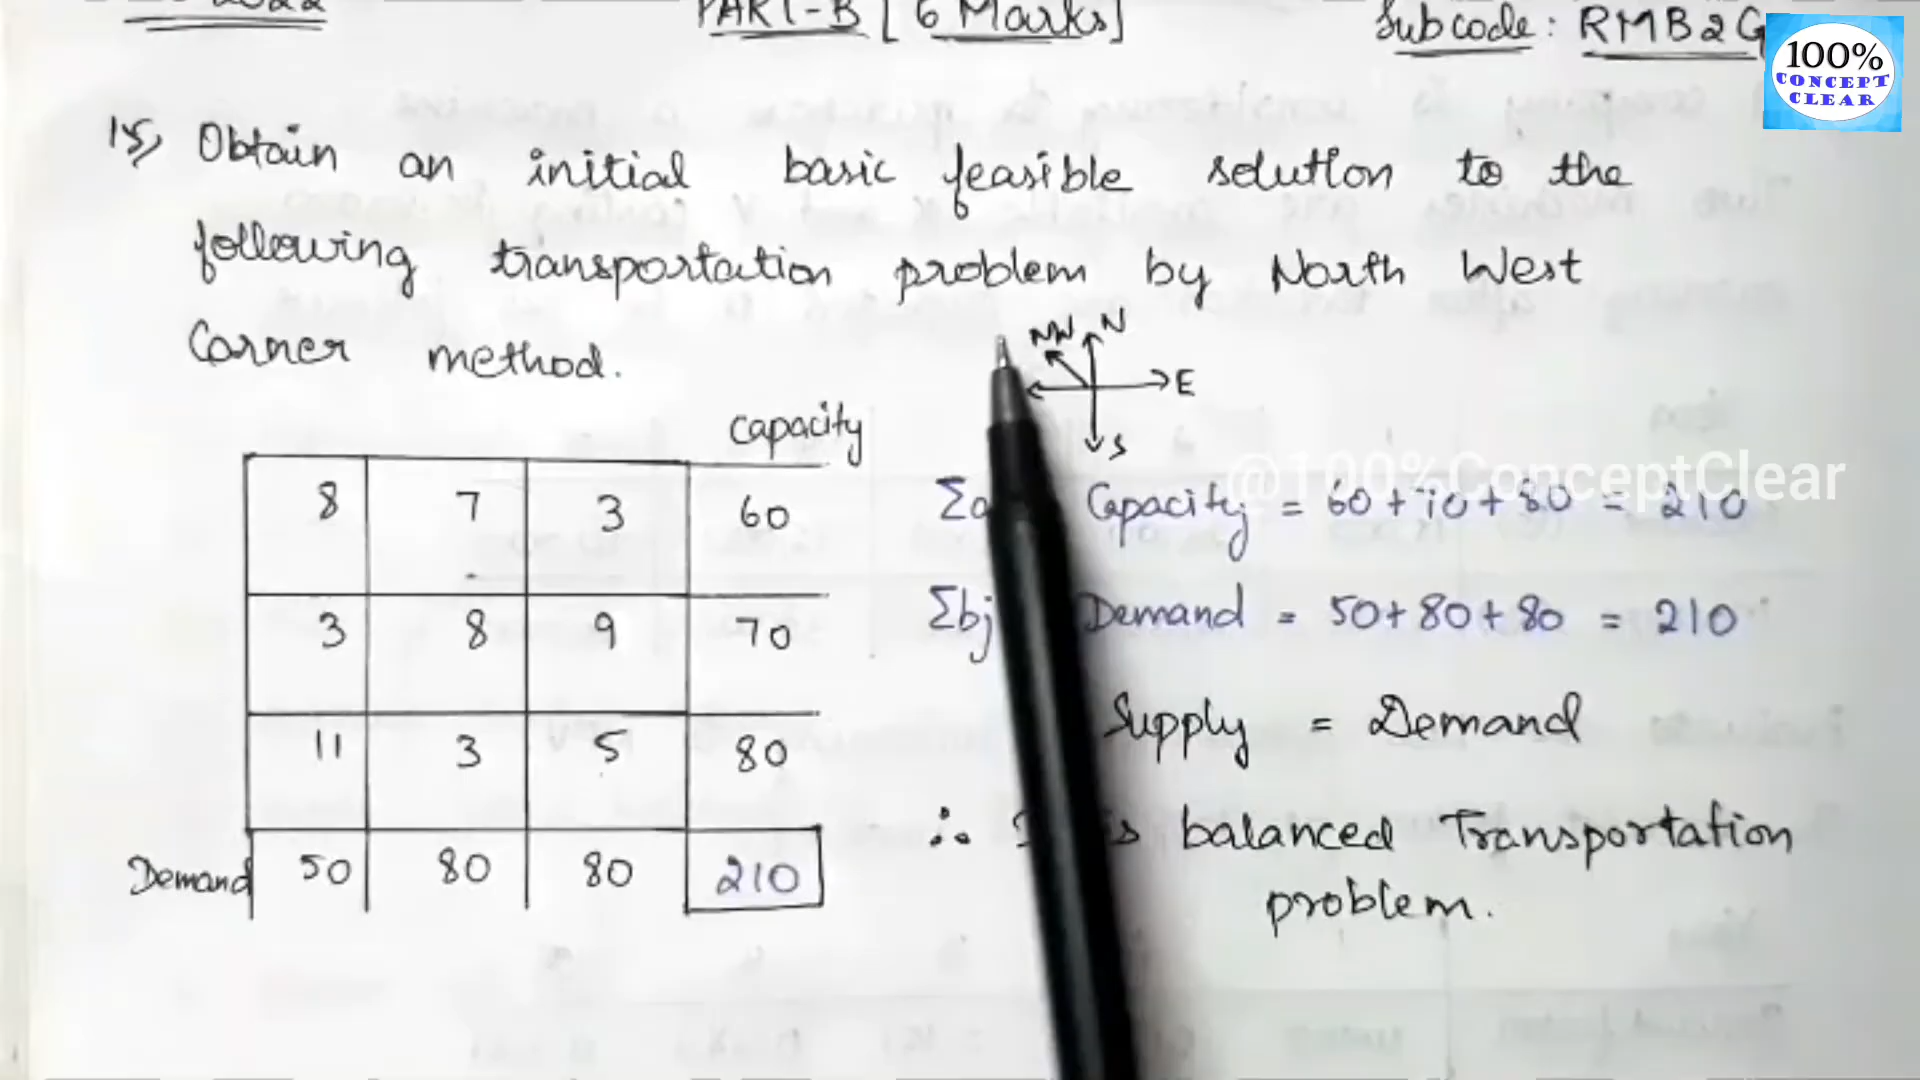 PART-B [6 Marks]
Subcode: RMB2G
100%
CONCEPT
CLEAR
15, Obtain an initial basic feasible solution to the
following transportation problem by North West
Corner method.
NW N
E
S
Capacity
8 7 3 60
3 8 9 70
11 3 5 80
Demand 50 80 80 210
@100%ConceptClear
Capacity = 60+70+80 = 210
Σbj Demand = 50+80+80 = 210
Supply = Demand
∴ balanced Transportation
problem.